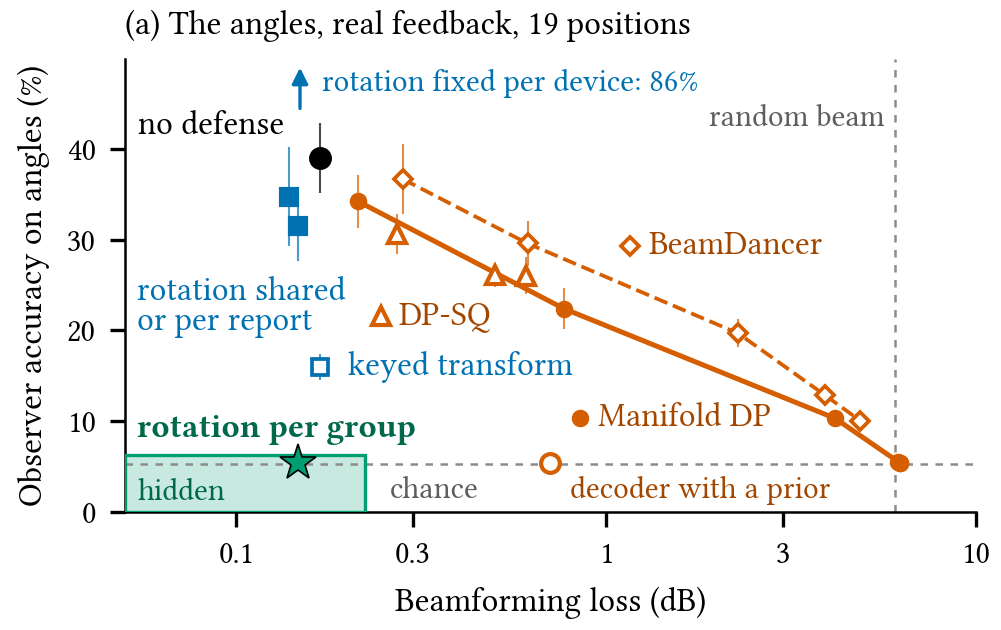 (a) The angles, real feedback, 19 positions
Observer accuracy on angles (%)
rotation fixed per device: 86%
no defense
random beam
40
30
20
10
0
BeamDancer
rotation shared
or per report
DP-SQ
keyed transform
Manifold DP
rotation per group
hidden
chance
decoder with a prior
0.1
0.3
1
3
10
Beamforming loss (dB)